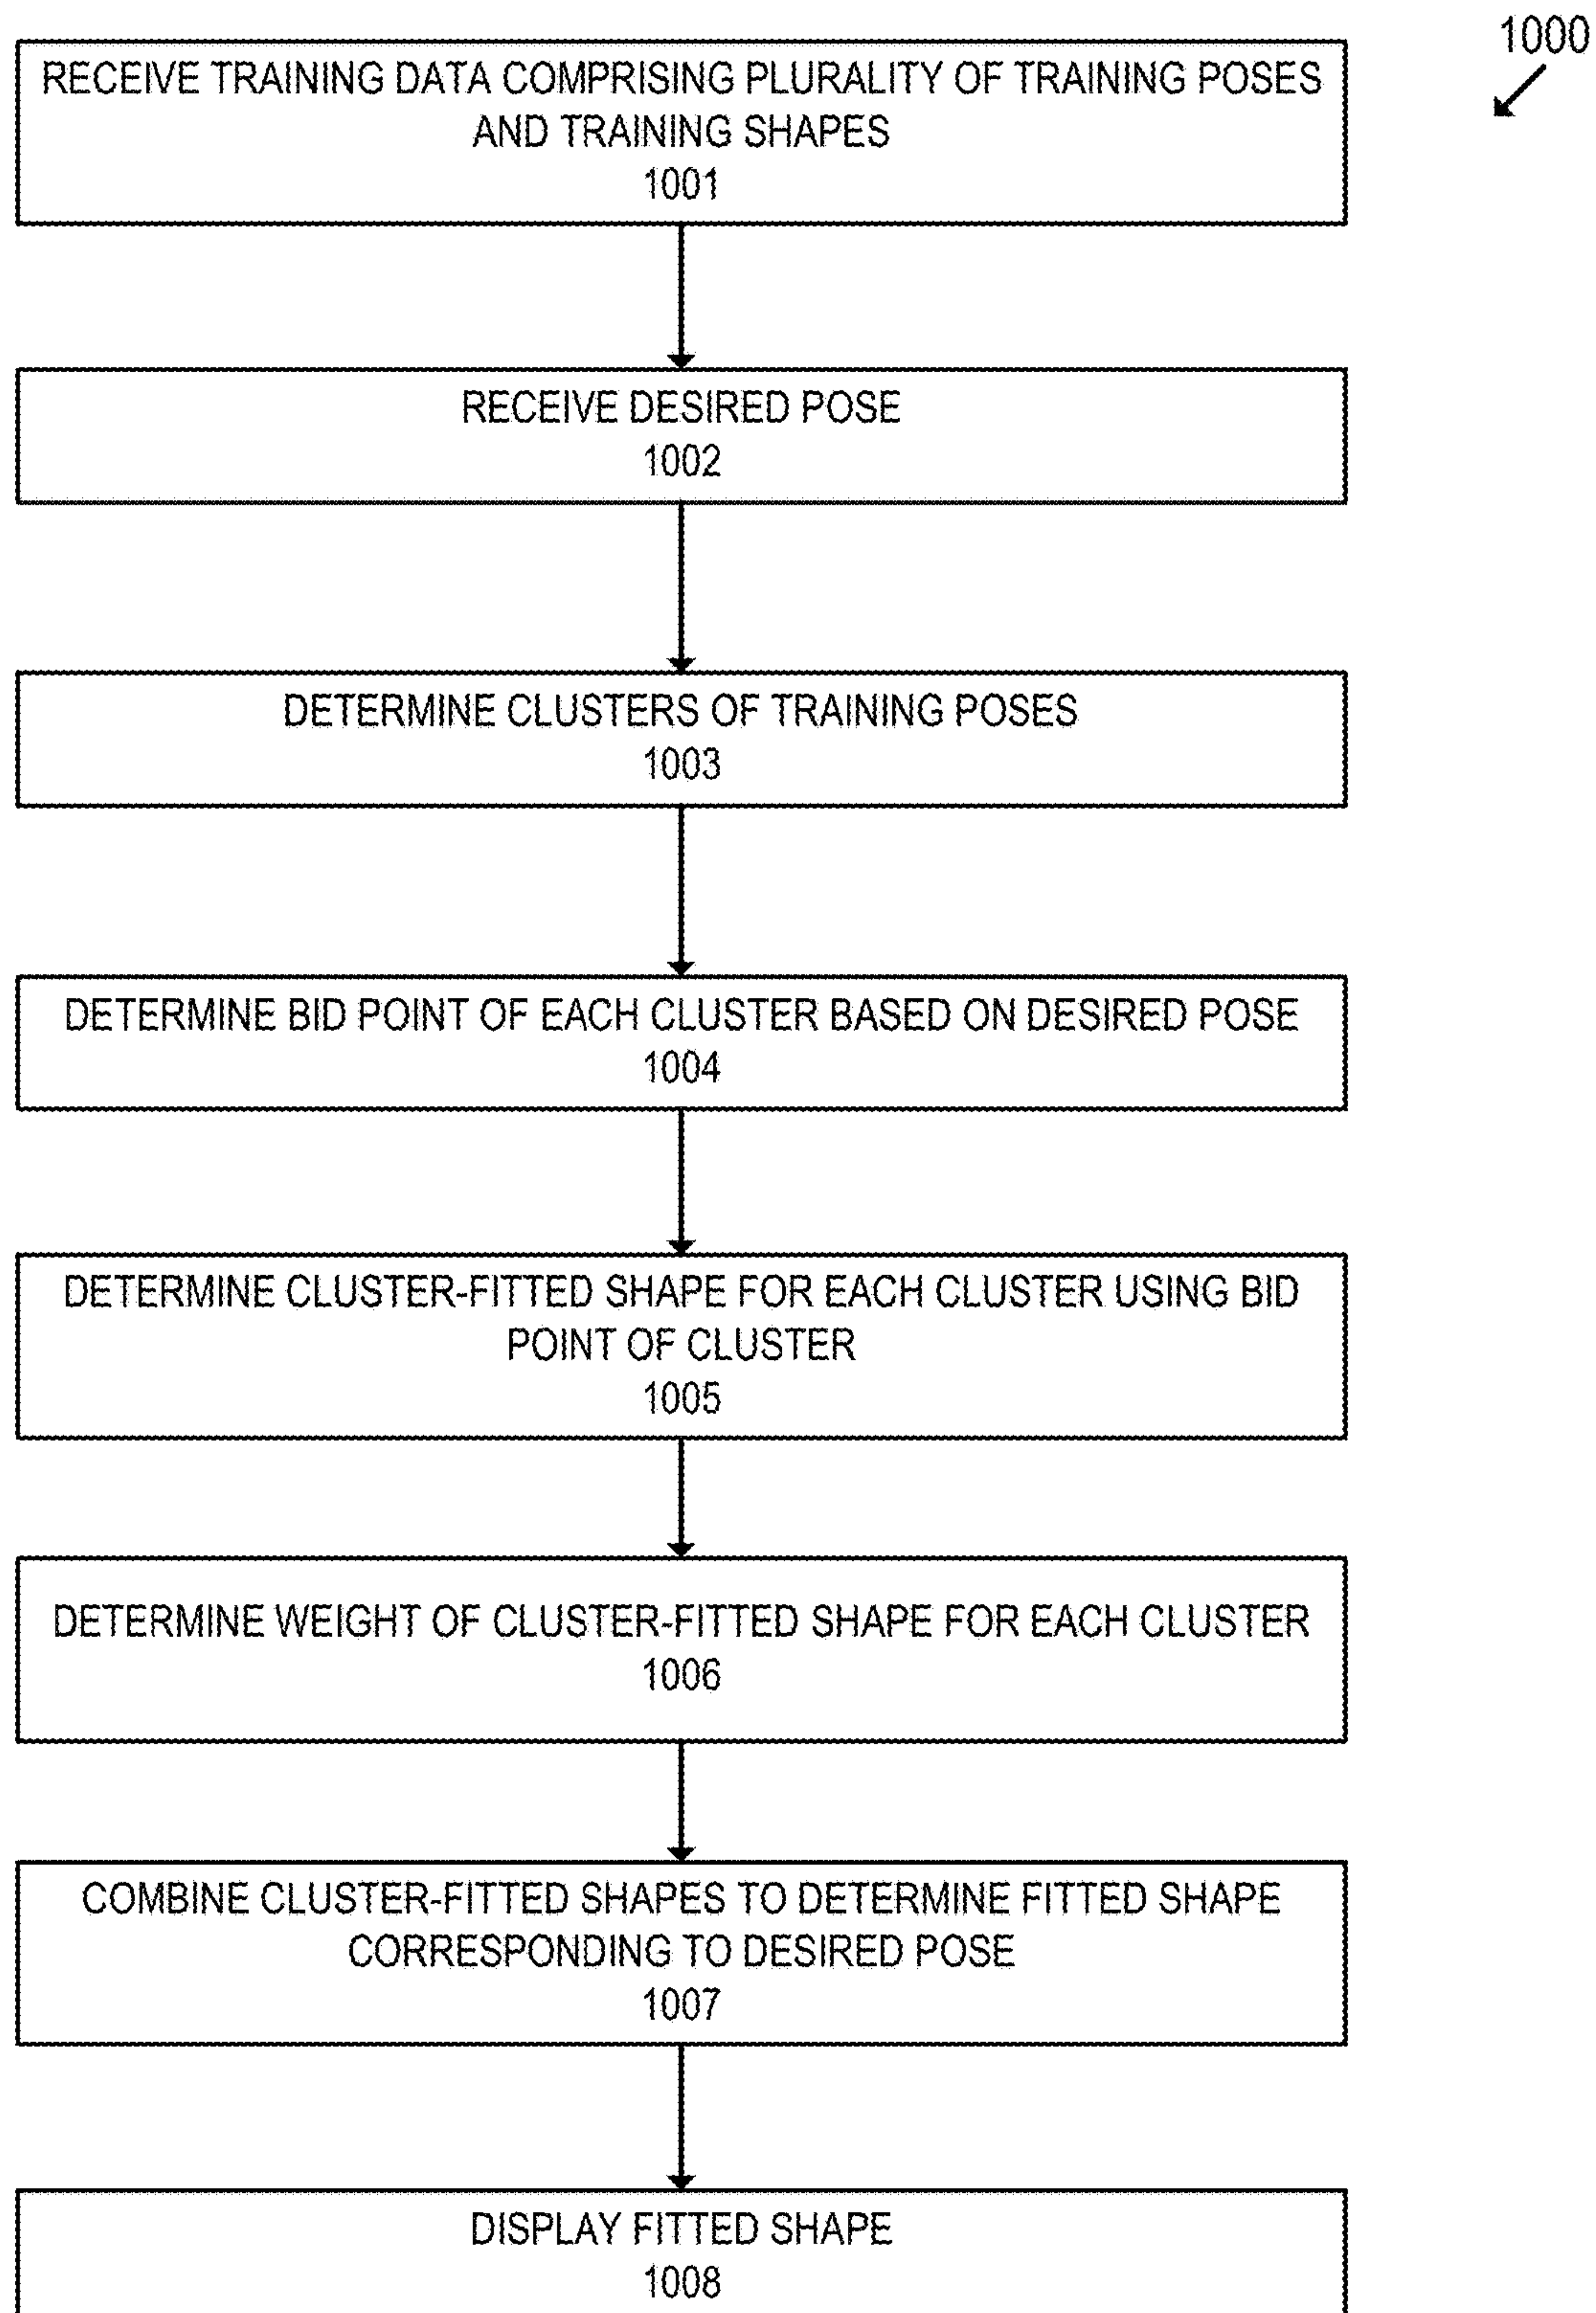 1000
RECEIVE TRAINING DATA COMPRISING PLURALITY OF TRAINING POSES
AND TRAINING SHAPES
1001
RECEIVE DESIRED POSE
1002
DETERMINE CLUSTERS OF TRAINING POSES
1003
DETERMINE BID POINT OF EACH CLUSTER BASED ON DESIRED POSE
1004
DETERMINE CLUSTER-FITTED SHAPE FOR EACH CLUSTER USING BID
POINT OF CLUSTER
1005
DETERMINE WEIGHT OF CLUSTER-FITTED SHAPE FOR EACH CLUSTER
1006
COMBINE CLUSTER-FITTED SHAPES TO DETERMINE FITTED SHAPE
CORRESPONDING TO DESIRED POSE
1007
DISPLAY FITTED SHAPE
1008